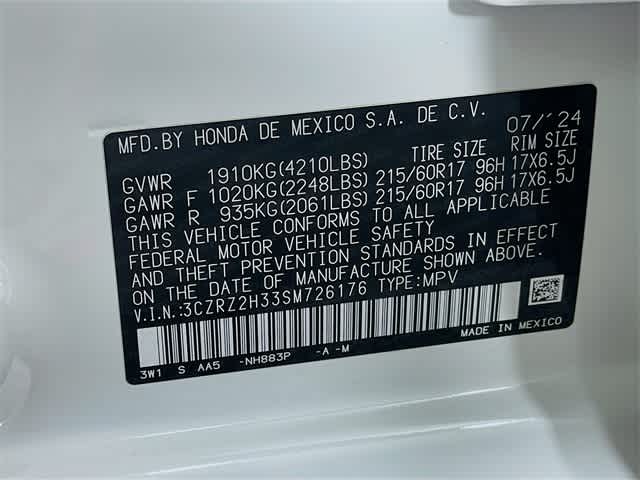 MFD.BY HONDA DE MEXICO S.A. DE C.V. 07/'24
TIRE SIZE RIM SIZE
GVWR 1910KG(4210LBS)
GAWR F 1020KG(2248LBS) 215/60R17 96H 17X6.5J
GAWR R 935KG(2061LBS) 215/60R17 96H 17X6.5J
THIS VEHICLE CONFORMS TO ALL APPLICABLE
FEDERAL MOTOR VEHICLE SAFETY
AND THEFT PREVENTION STANDARDS IN EFFECT
ON THE DATE OF MANUFACTURE SHOWN ABOVE.
V.I.N.:3CZRZ2H33SM726176 TYPE:MPV
MADE IN MEXICO
3W1 S AA5 -NH883P -A -M